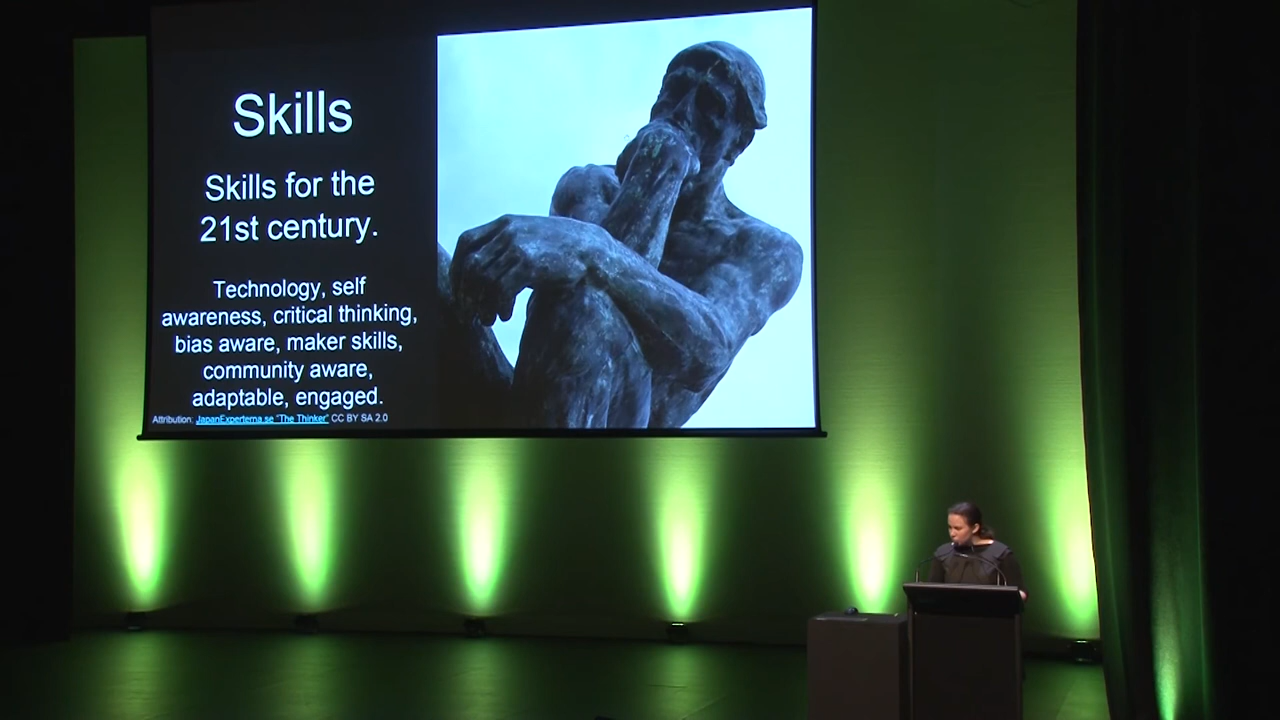 Skills
Skills for the
21st century.
Technology, self
awareness, critical thinking,
bias aware, maker skills,
community aware,
adaptable, engaged.
Attribution: JapanExperterna.se "The Thinker" CC BY SA 2.0